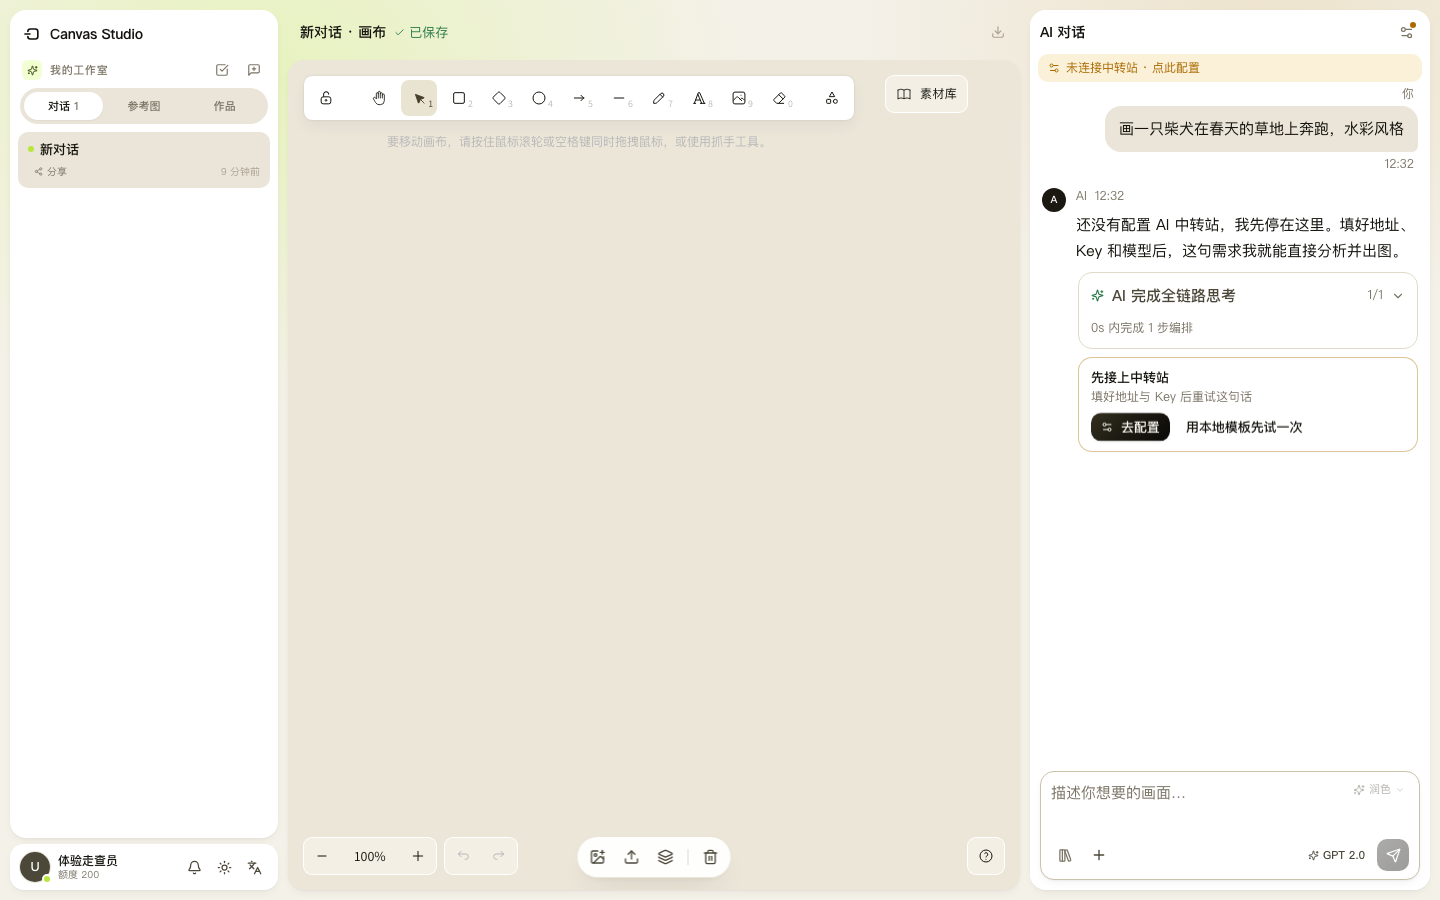 Canvas Studio
我的工作室
对话 1
参考图
作品
新对话
分享
9 分钟前
体验走查员
额度 200
U
新对话 · 画布
已保存
1
2
3
4
5
6
7
A
8
9
0
素材库
要移动画布，请按住鼠标滚轮或空格键同时拖拽鼠标，或使用抓手工具。
100%
AI 对话
未连接中转站 · 点此配置
你
画一只柴犬在春天的草地上奔跑，水彩风格
12:32
A
AI 12:32
还没有配置 AI 中转站，我先停在这里。填好地址、
Key 和模型后，这句需求我就能直接分析并出图。
AI 完成全链路思考
1/1
0s 内完成 1 步编排
先接上中转站
填好地址与 Key 后重试这句话
去配置
用本地模板先试一次
描述你想要的画面…
润色
GPT 2.0